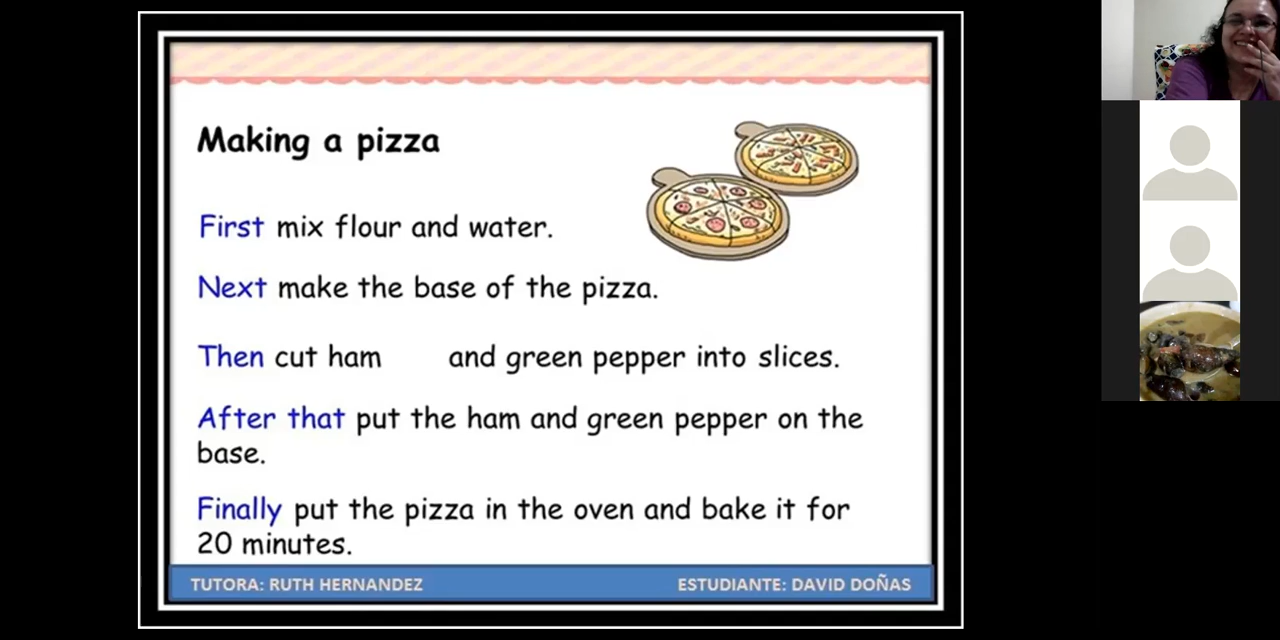 Making a pizza
First mix flour and water.
Next make the base of the pizza.
Then cut ham and green pepper into slices.
After that put the ham and green pepper on the
base.
Finally put the pizza in the oven and bake it for
20 minutes.
TUTORA: RUTH HERNANDEZ ESTUDIANTE: DAVID DOÑAS